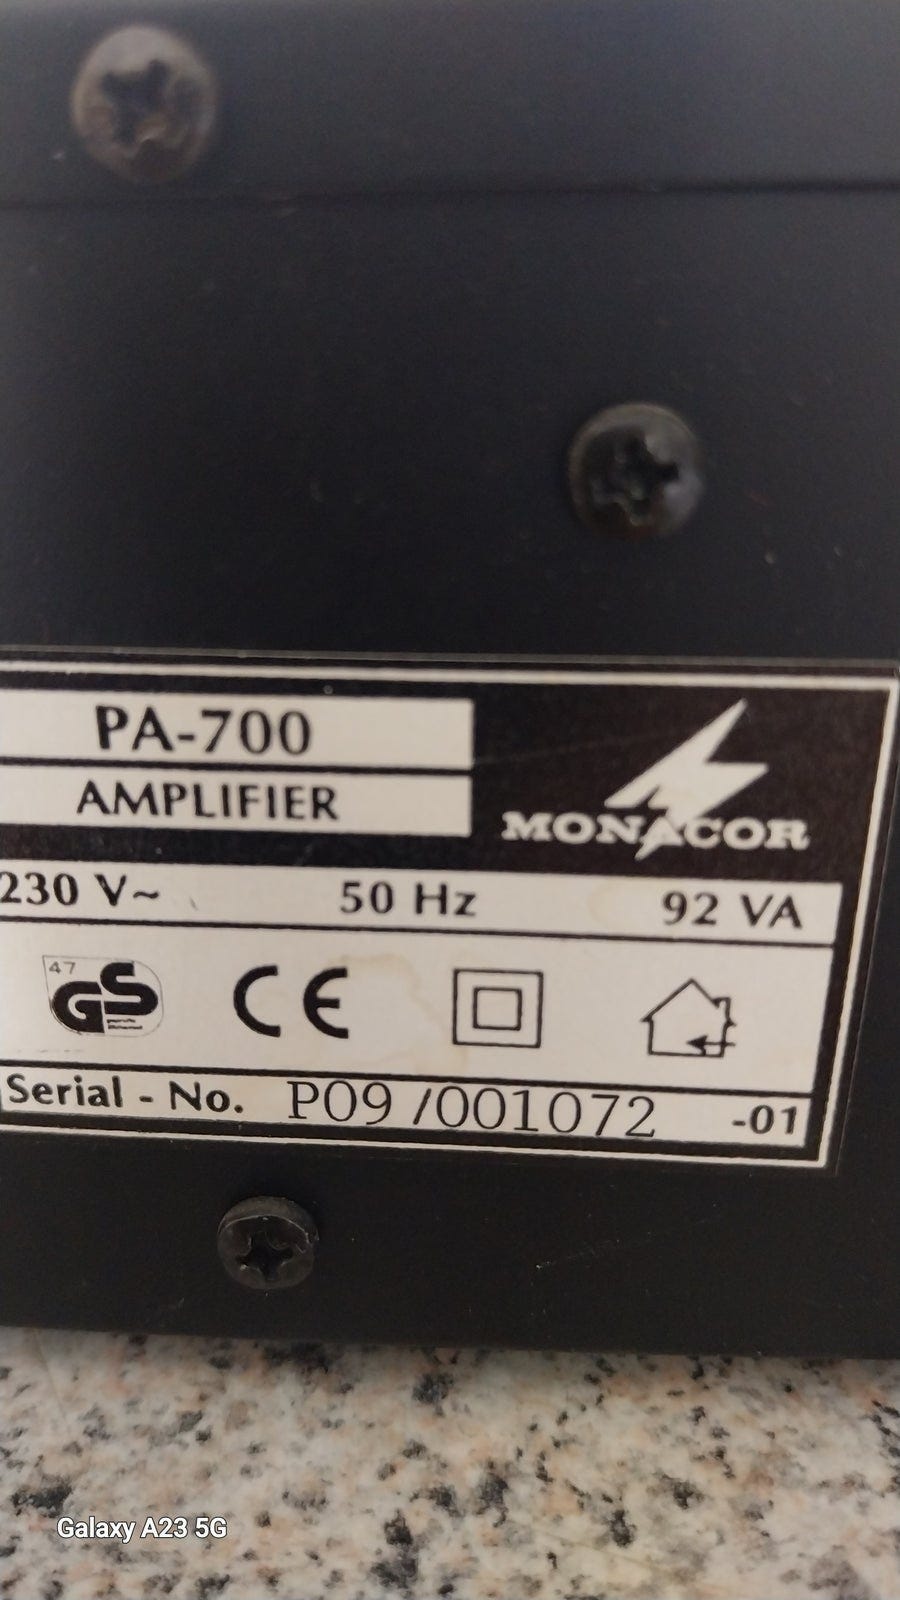 PA-700
AMPLIFIER
MONACOR
230 V~ 50 Hz 92 VA
47
GS
CE
Serial - No. P09 /001072 -01
Galaxy A23 5G